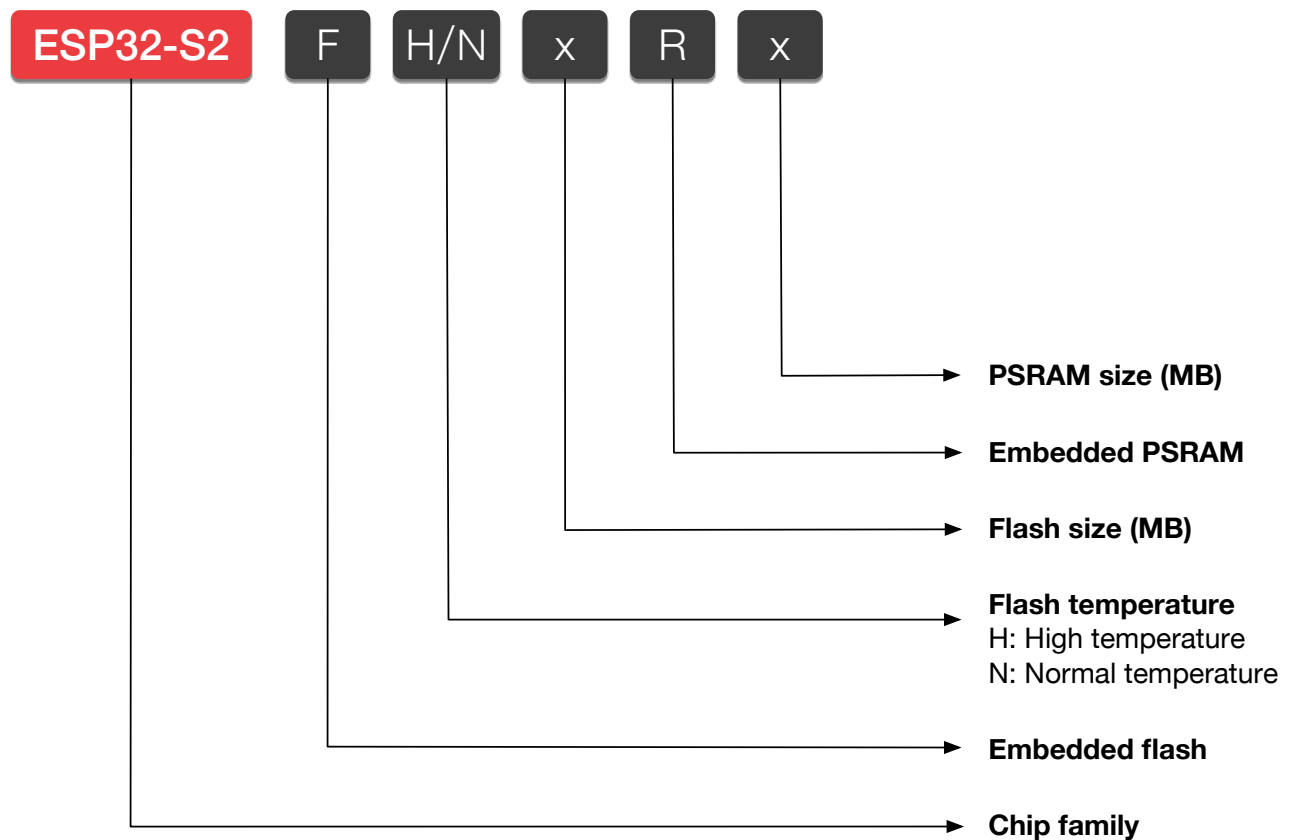 ESP32-S2 F H/N x R x
PSRAM size (MB)
Embedded PSRAM
Flash size (MB)
Flash temperature
H: High temperature
N: Normal temperature
Embedded flash
Chip family